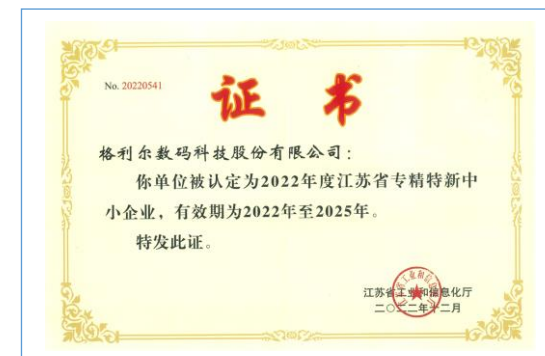 No. 20220541
证书
格利尔数码科技股份有限公司：
你单位被认定为2022年度江苏省专精特新中
小企业，有效期为2022年至2025年。
特发此证。
江苏省工业和信息化厅
二〇二二年十二月